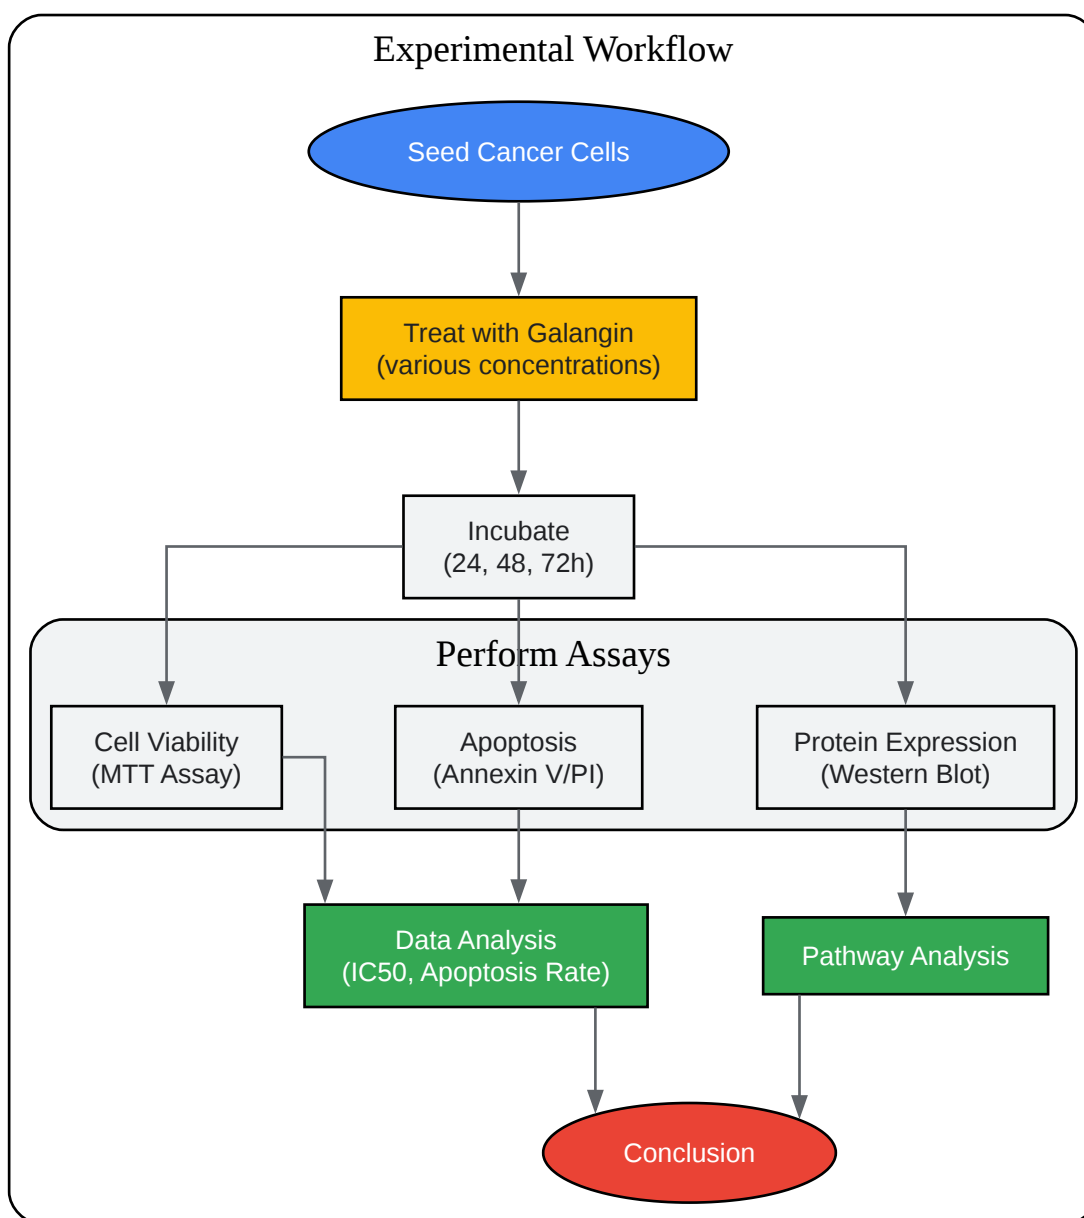 Experimental Workflow
Seed Cancer Cells
Treat with Galangin
(various concentrations)
Incubate
(24, 48, 72h)
Perform Assays
Cell Viability
(MTT Assay)
Apoptosis
(Annexin V/PI)
Protein Expression
(Western Blot)
Data Analysis
(IC50, Apoptosis Rate)
Pathway Analysis
Conclusion